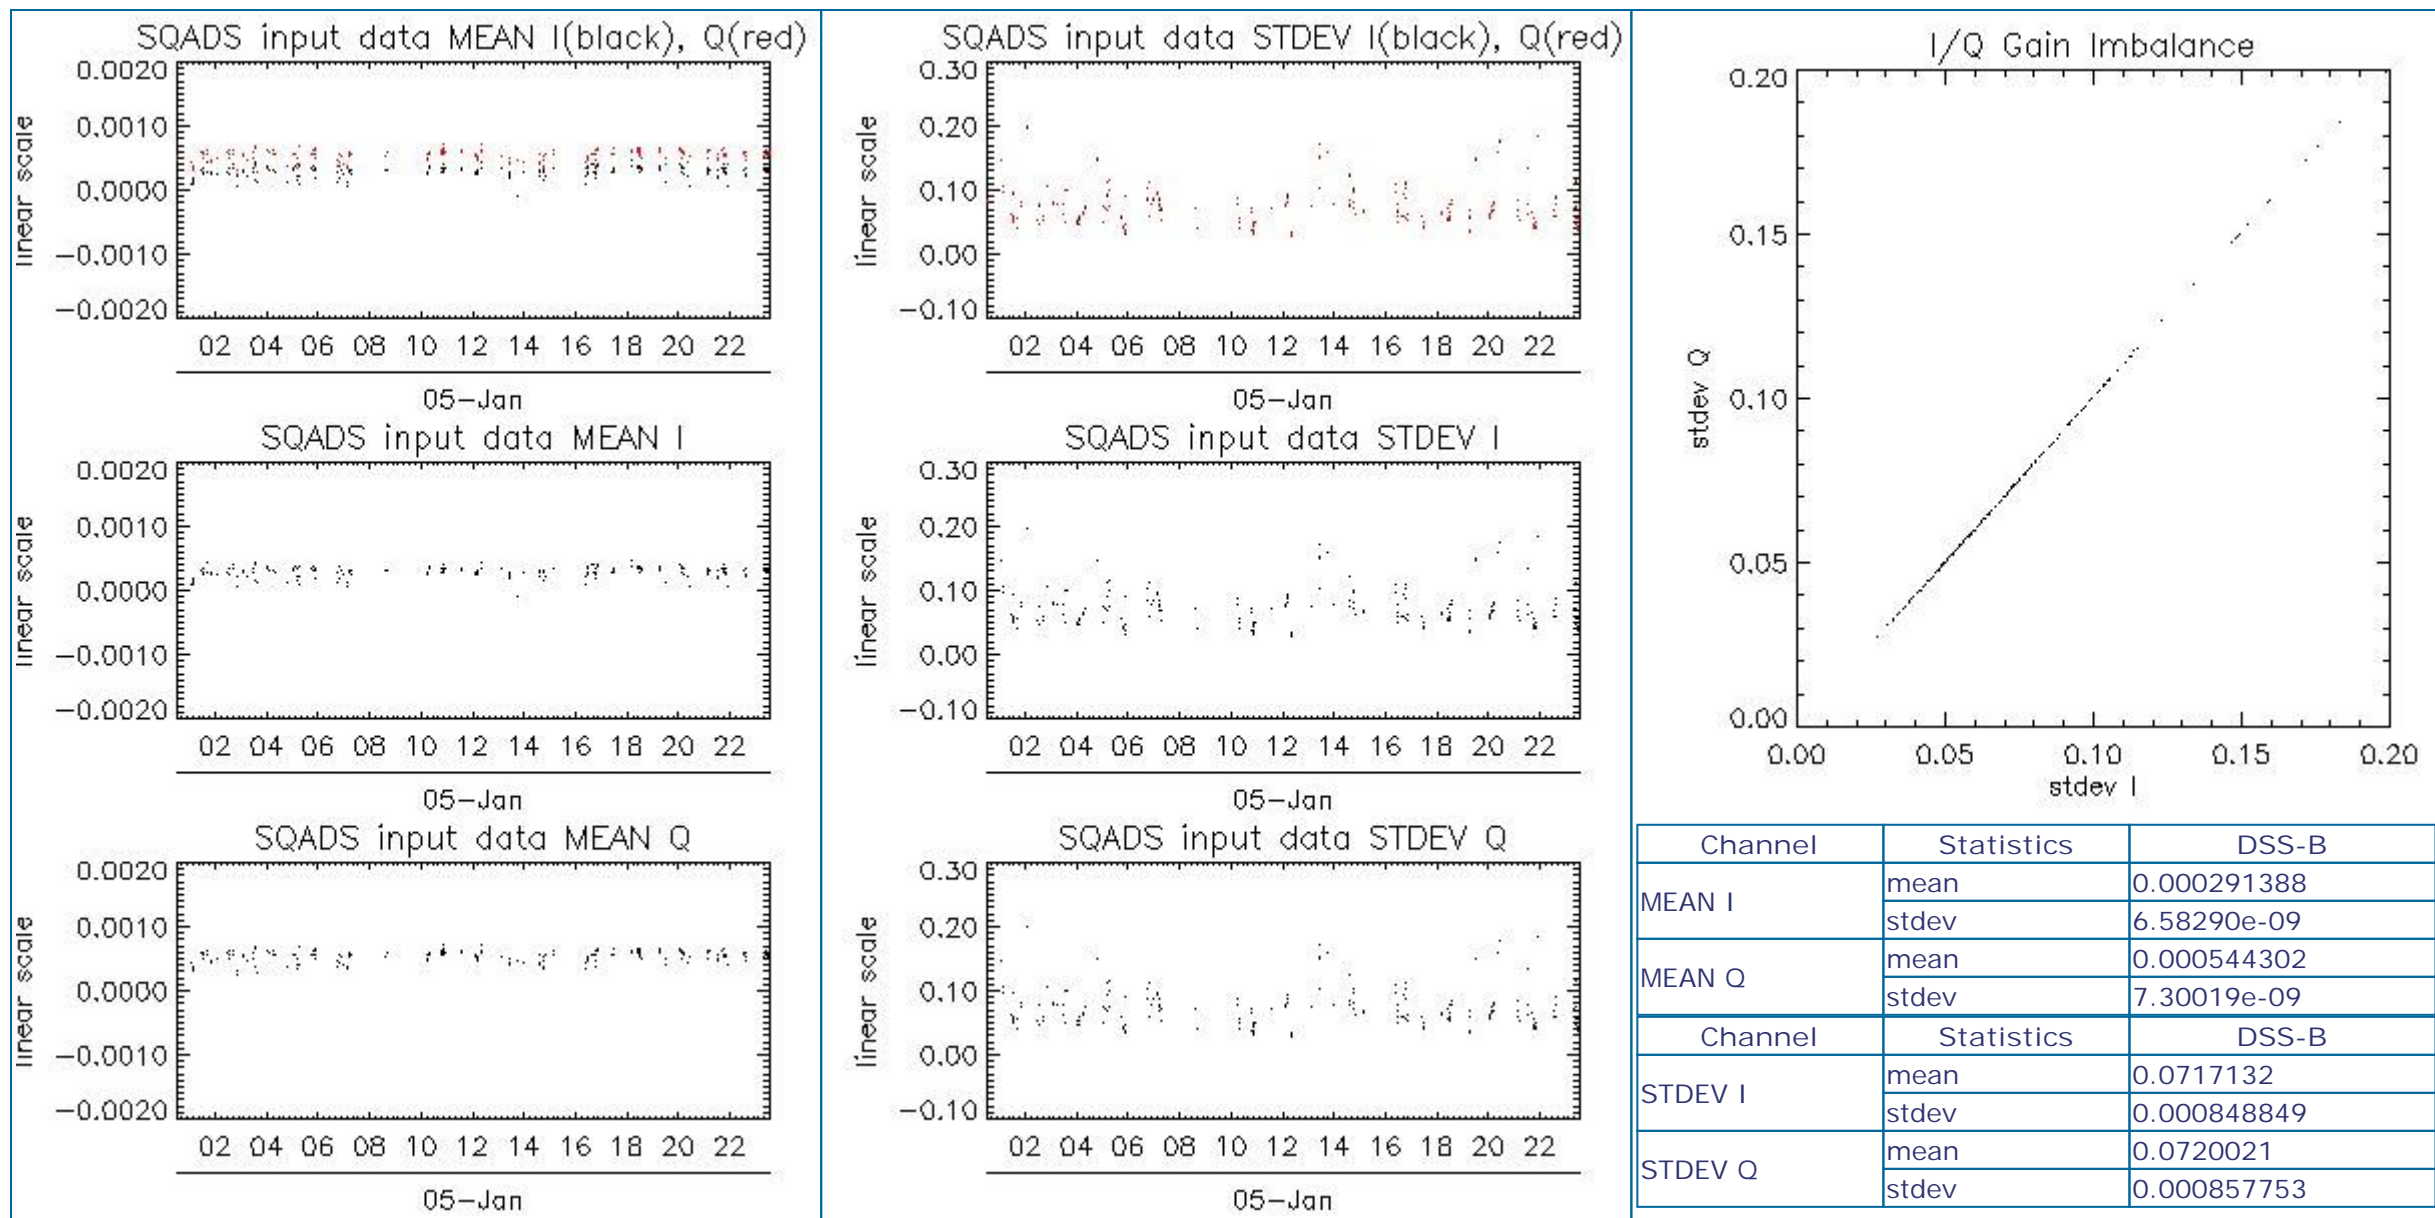 SQADS input data MEAN I(black), Q(red)
0.0020
0.0010
0.0000
−0.0010
−0.0020
linear scale
02 04 06 08 10 12 14 16 18 20 22
05−Jan
SQADS input data MEAN I
0.0020
0.0010
0.0000
−0.0010
−0.0020
linear scale
02 04 06 08 10 12 14 16 18 20 22
05−Jan
SQADS input data MEAN Q
0.0020
0.0010
0.0000
−0.0010
−0.0020
linear scale
02 04 06 08 10 12 14 16 18 20 22
05−Jan
SQADS input data STDEV I(black), Q(red)
0.30
0.20
0.10
0.00
−0.10
linear scale
02 04 06 08 10 12 14 16 18 20 22
05−Jan
SQADS input data STDEV I
0.30
0.20
0.10
0.00
−0.10
linear scale
02 04 06 08 10 12 14 16 18 20 22
05−Jan
SQADS input data STDEV Q
0.30
0.20
0.10
0.00
−0.10
linear scale
02 04 06 08 10 12 14 16 18 20 22
05−Jan
I/Q Gain Imbalance
0.20
0.15
0.10
0.05
0.00
stdev Q
0.00 0.05 0.10 0.15 0.20
stdev I
Channel Statistics DSS-B
MEAN I mean 0.000291388
stdev 6.58290e-09
MEAN Q mean 0.000544302
stdev 7.30019e-09
Channel Statistics DSS-B
STDEV I mean 0.0717132
stdev 0.000848849
STDEV Q mean 0.0720021
stdev 0.000857753